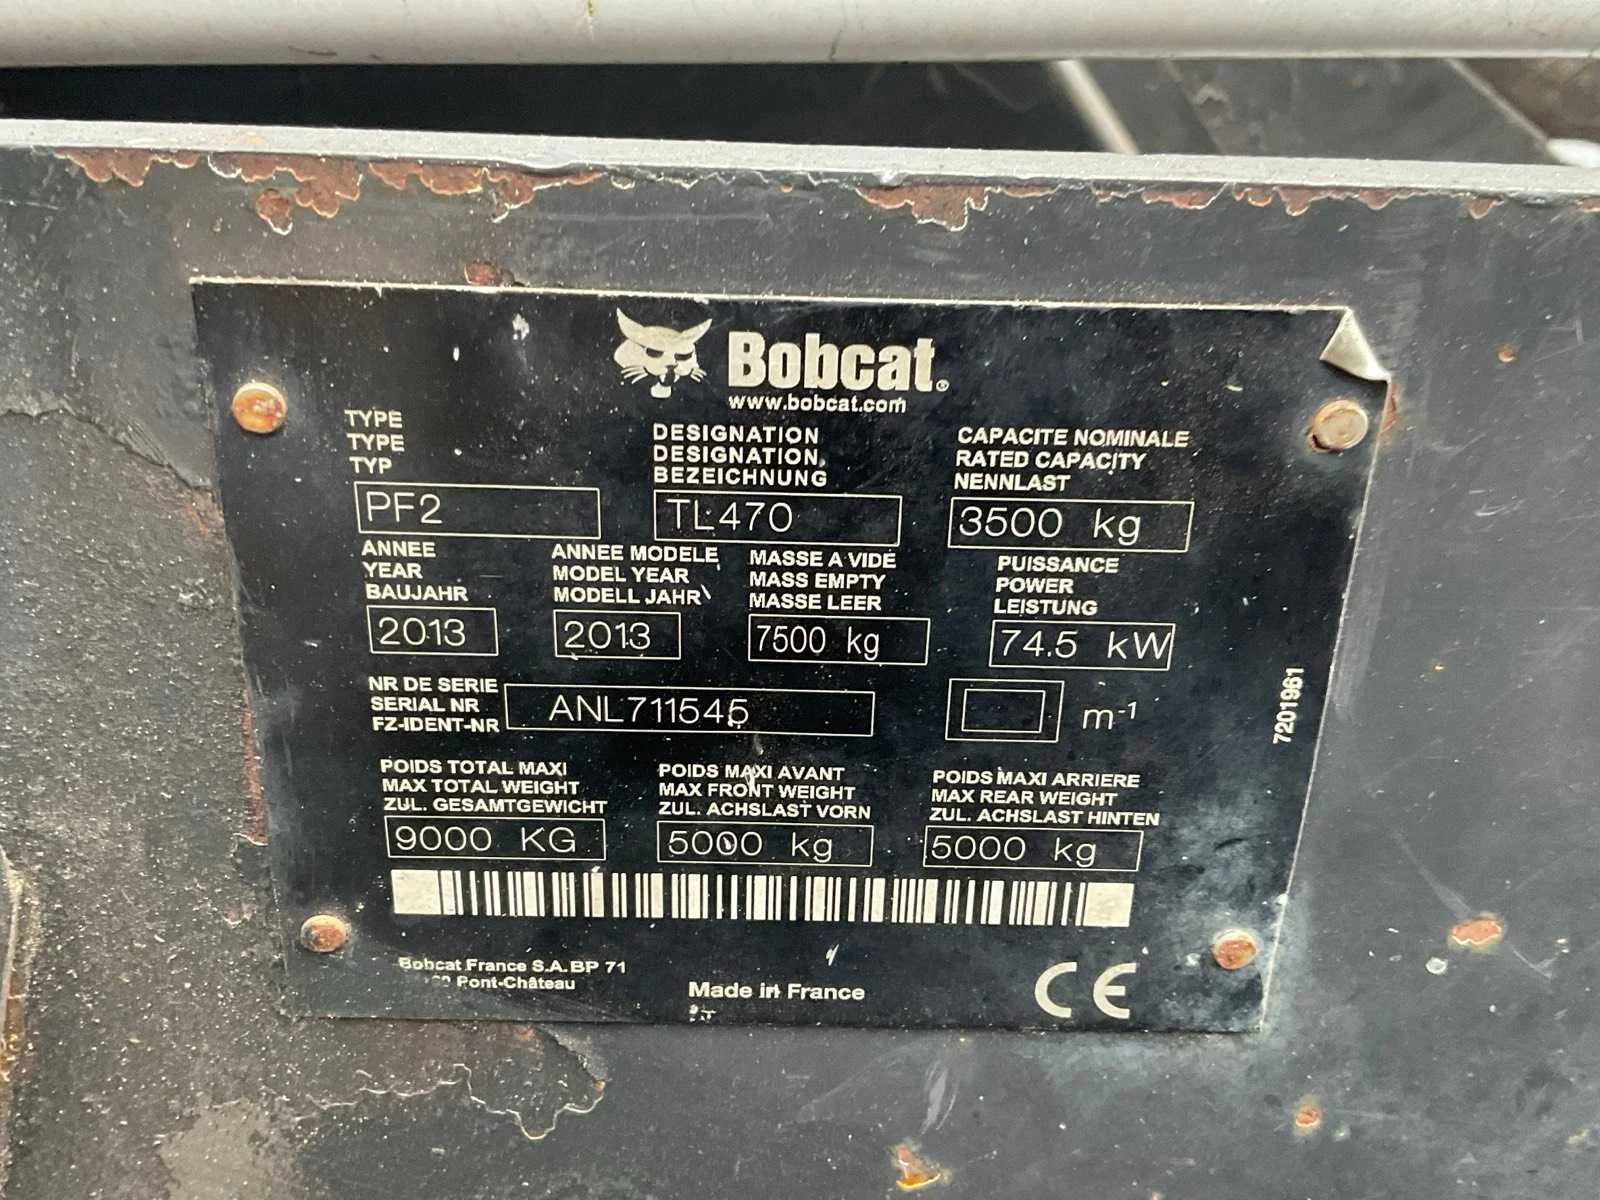 Bobcat®
www.bobcat.com
TYPE
TYPE
TYP
PF2
DESIGNATION
DESIGNATION
BEZEICHNUNG
TL470
CAPACITE NOMINALE
RATED CAPACITY
NENNLAST
3500 kg
ANNEE
YEAR
BAUJAHR
2013
ANNEE MODELE
MODEL YEAR
MODELL JAHR
2013
MASSE A VIDE
MASS EMPTY
MASSE LEER
7500 kg
PUISSANCE
POWER
LEISTUNG
74.5 kW
NR DE SERIE
SERIAL NR
FZ-IDENT-NR
ANL711545
m-1
7201961
POIDS TOTAL MAXI
MAX TOTAL WEIGHT
ZUL. GESAMTGEWICHT
9000 KG
POIDS MAXI AVANT
MAX FRONT WEIGHT
ZUL. ACHSLAST VORN
5000 kg
POIDS MAXI ARRIERE
MAX REAR WEIGHT
ZUL. ACHSLAST HINTEN
5000 kg
Bobcat France S.A. BP 71
Pont-Château
Made in France
CE